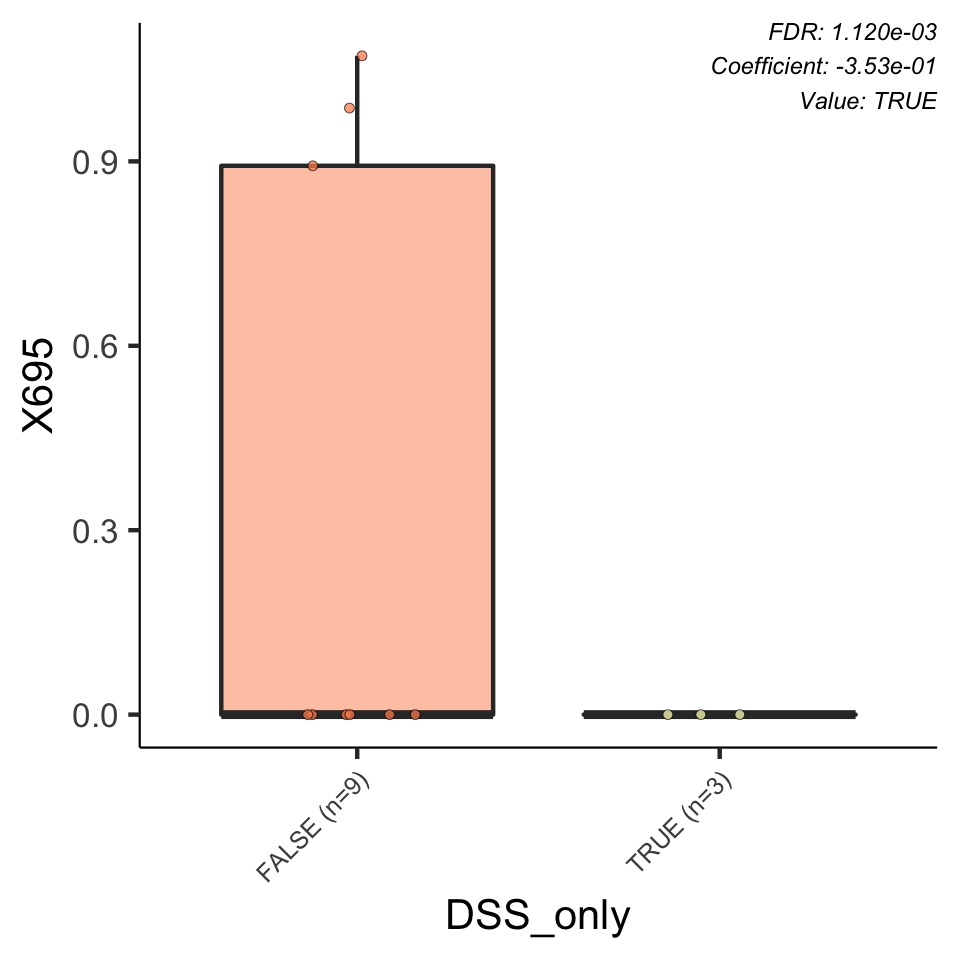 FDR: 1.120e-03
Coefficient: -3.53e-01
Value: TRUE
X695
0.9
0.6
0.3
0.0
FALSE (n=9)
TRUE (n=3)
DSS_only